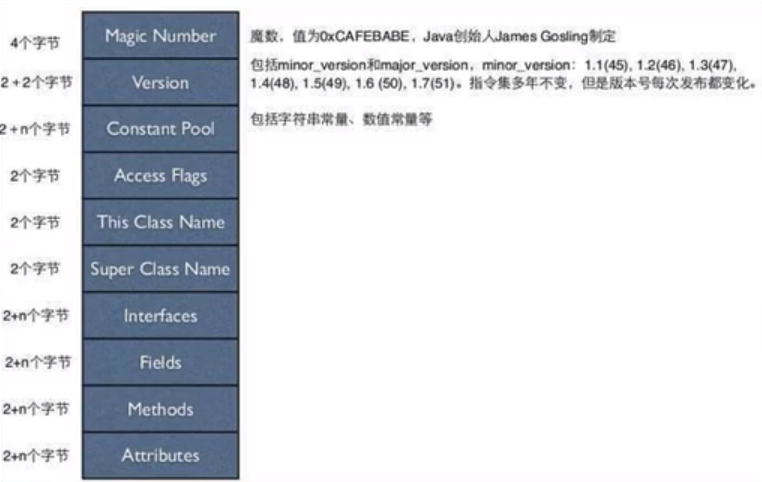 4个字节 Magic Number 魔数，值为0xCAFEBABE，Java创始人James Gosling制定
2+2个字节 Version 包括minor_version和major_version，minor_version：1.1(45), 1.2(46), 1.3(47),
1.4(48), 1.5(49), 1.6 (50), 1.7(51)。指令集多年不变，但是版本号每次发布都变化。
2+n个字节 Constant Pool 包括字符串常量、数值常量等
2个字节 Access Flags
2个字节 This Class Name
2个字节 Super Class Name
2+n个字节 Interfaces
2+n个字节 Fields
2+n个字节 Methods
2+n个字节 Attributes